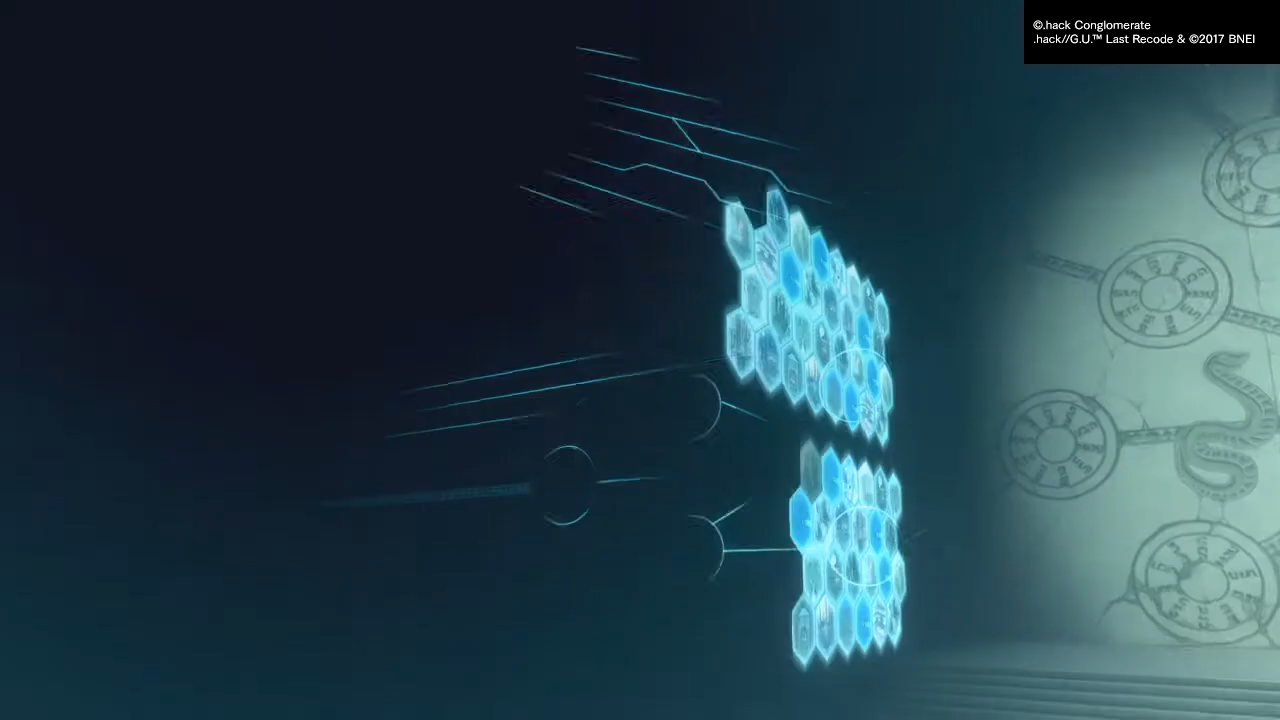 ©.hack Conglomerate
.hack//G.U.™ Last Recode & ©2017 BNEI